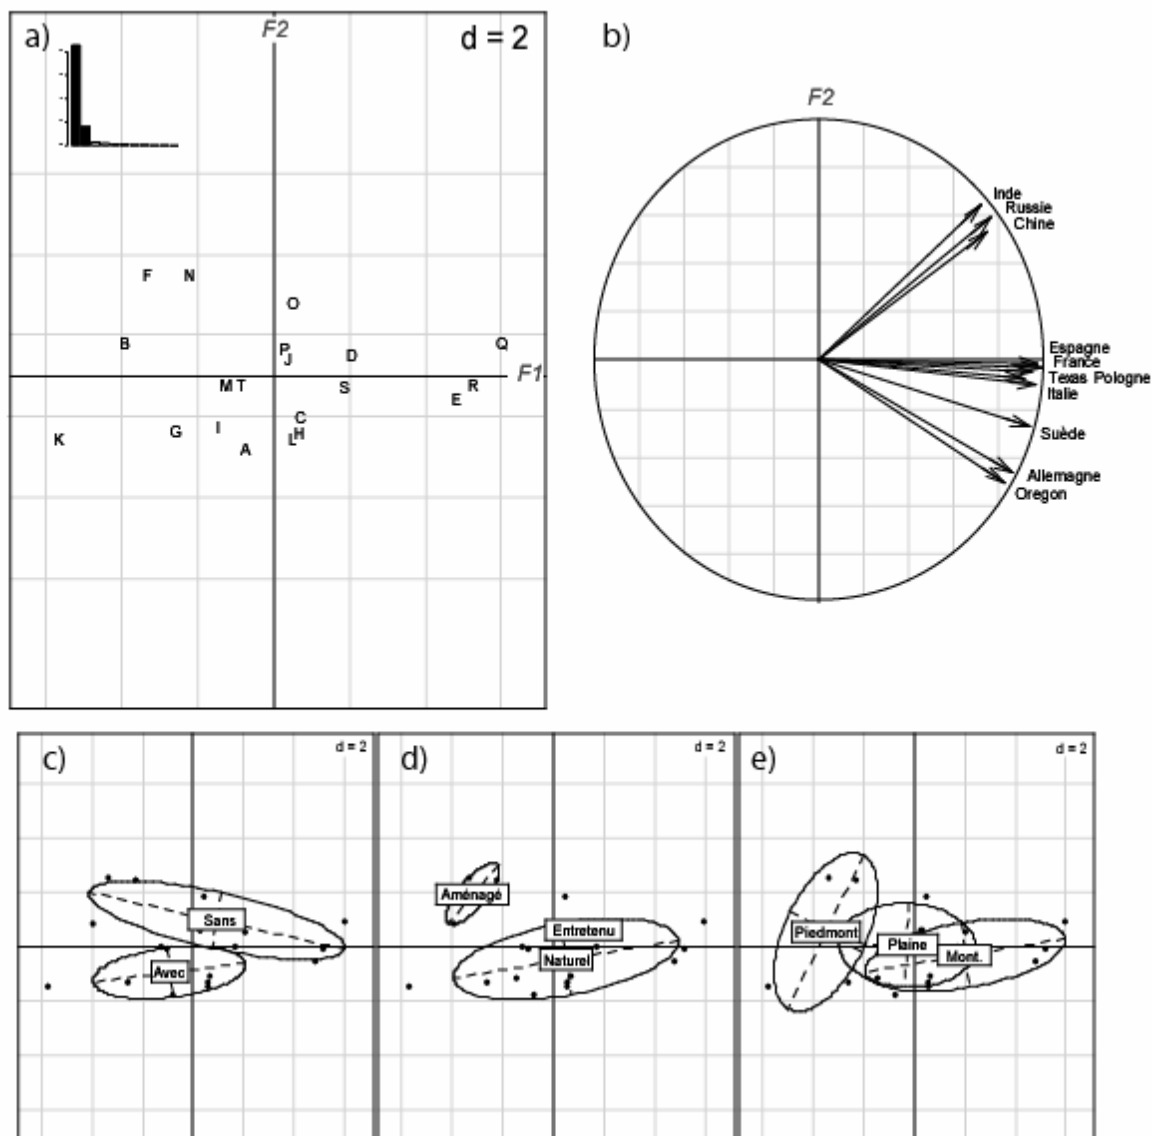 a)
F2
d = 2
b)
F2
Inde
Russie
Chine
F N
O
B
P
J
D
Q
Espagne
France
F1
Texas Pologne
Italie
M T
S
R
E
C
K
G
I
H
L
A
Suède
Allemagne
Oregon
c)
d = 2
d)
d = 2
e)
d = 2
Sans
Avec
Aménagé
Entretenu
Naturel
Piedmont
Plaine
Mont.